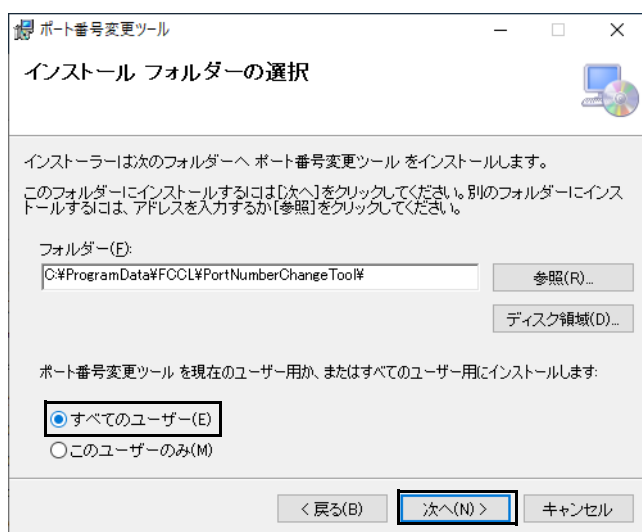 ポート番号変更ツール
インストール フォルダーの選択
インストーラーは次のフォルダーへ ポート番号変更ツール をインストールします。
このフォルダーにインストールするには[次へ]をクリックしてください。別のフォルダーにインス
トールするには、アドレスを入力するか[参照]をクリックしてください。
フォルダー(F):
C:¥ProgramData¥FCCL¥PortNumberChangeTool¥
参照(R)...
ディスク領域(D)...
ポート番号変更ツール を現在のユーザー用か、またはすべてのユーザー用にインストールします:
すべてのユーザー(E)
このユーザーのみ(M)
< 戻る(B)
次へ(N) >
キャンセル